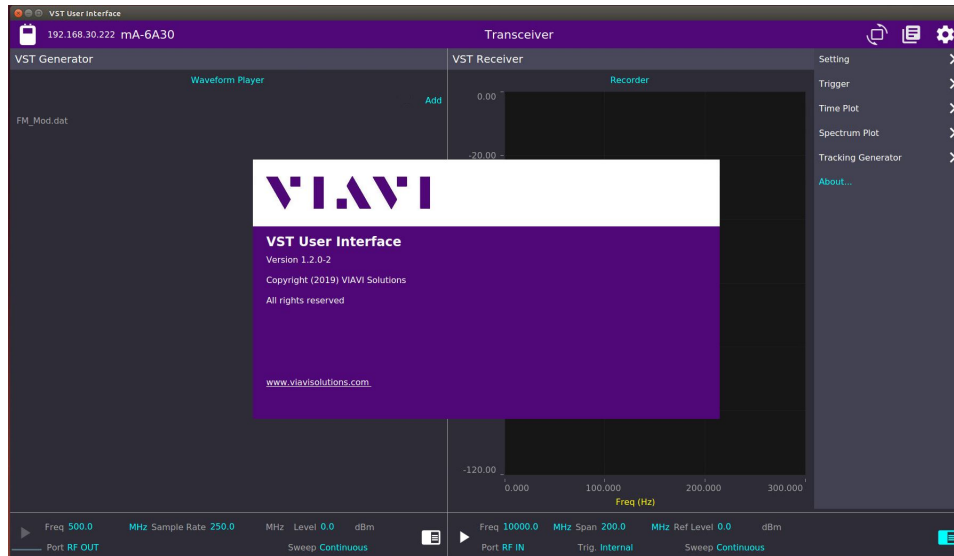 VST User Interface
192.168.30.222 mA-6A30 Transceiver
VST Generator
VST Receiver
Waveform Player
Add
FM_Mod.dat
Recorder
0.00
-20.00
-120.00
0.000 100.000 200.000 300.000
Freq (Hz)
Setting
Trigger
Time Plot
Spectrum Plot
Tracking Generator
About...
VIAVI
VST User Interface
Version 1.2.0-2
Copyright (2019) VIAVI Solutions
All rights reserved
www.viavisolutions.com
Freq 500.0 MHz Sample Rate 250.0 MHz Level 0.0 dBm
Port RF OUT Sweep Continuous
Freq 10000.0 MHz Span 200.0 MHz Ref Level 0.0 dBm
Port RF IN Trig. Internal Sweep Continuous